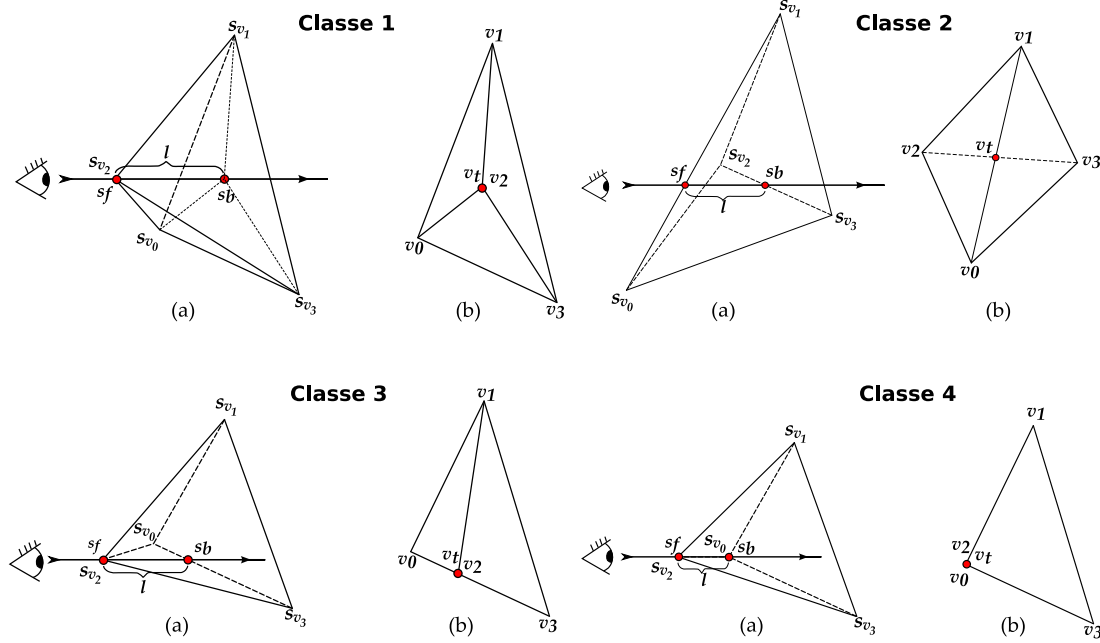 Classe 1
s_v1
s_v2
l
sf
sb
s_v0
s_v3
(a)
v1
vt v2
v0
v3
(b)
Classe 2
s_v1
s_v2
sf
sb
l
s_v3
s_v0
(a)
v1
v2
vt
v3
v0
(b)
Classe 3
s_v1
s_v0
sf
sb
s_v2
l
s_v3
(a)
v1
v0
vt v2
v3
(b)
Classe 4
s_v1
sf
s_v0
sb
s_v2
l
s_v3
(a)
v1
v2
vt
v0
v3
(b)